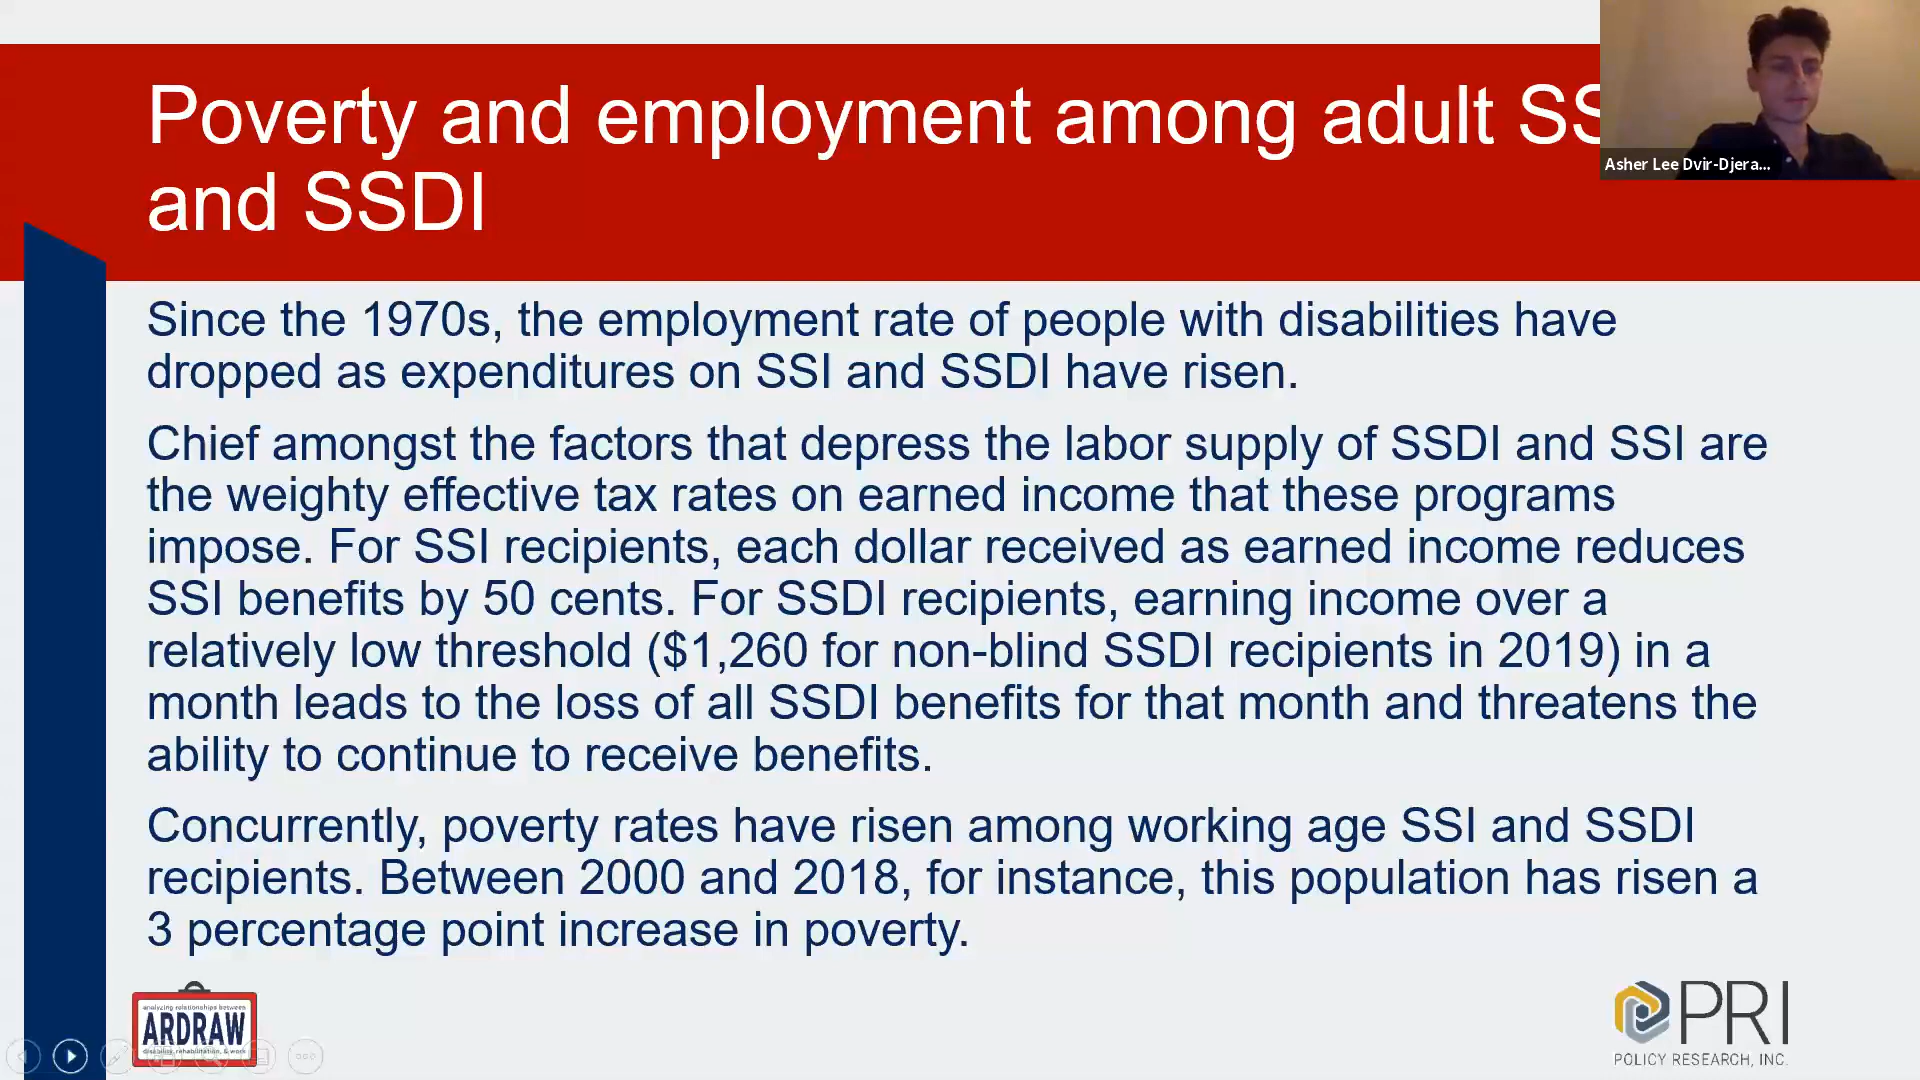 Poverty and employment among adult SS
and SSDI
Asher Lee Dvir-Djera...
Since the 1970s, the employment rate of people with disabilities have
dropped as expenditures on SSI and SSDI have risen.
Chief amongst the factors that depress the labor supply of SSDI and SSI are
the weighty effective tax rates on earned income that these programs
impose. For SSI recipients, each dollar received as earned income reduces
SSI benefits by 50 cents. For SSDI recipients, earning income over a
relatively low threshold ($1,260 for non-blind SSDI recipients in 2019) in a
month leads to the loss of all SSDI benefits for that month and threatens the
ability to continue to receive benefits.
Concurrently, poverty rates have risen among working age SSI and SSDI
recipients. Between 2000 and 2018, for instance, this population has risen a
3 percentage point increase in poverty.
analyzing relationships between
ARDRAW
disability, rehabilitation, & work
PRI
POLICY RESEARCH, INC.